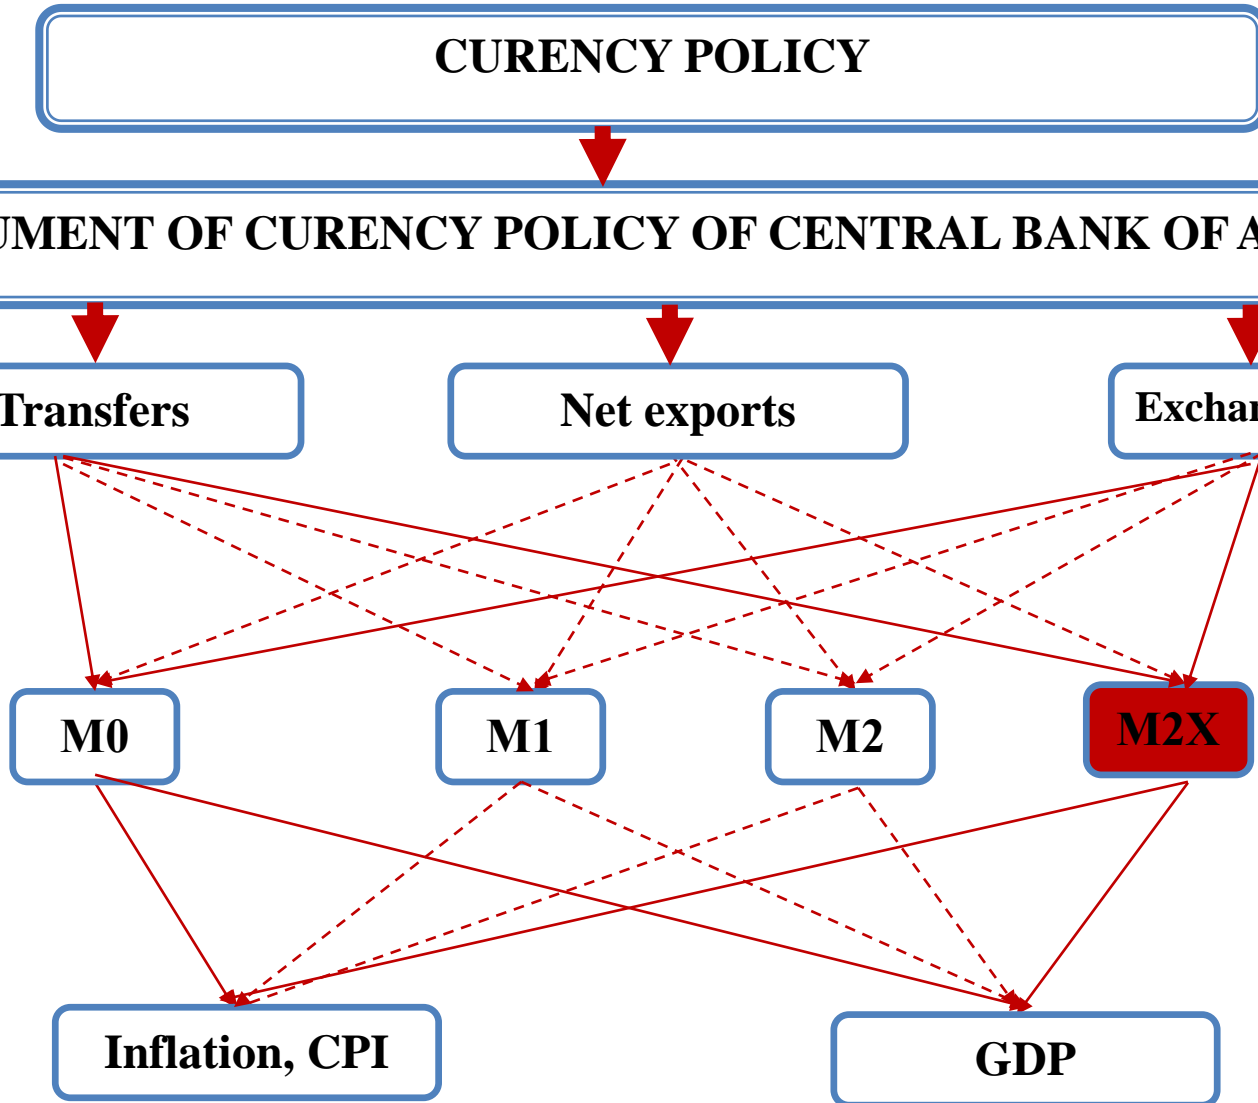 CURENCY POLICY
UMENT OF CURENCY POLICY OF CENTRAL BANK OF A
Transfers
Net exports
Exchan
M0
M1
M2
M2X
Inflation, CPI
GDP